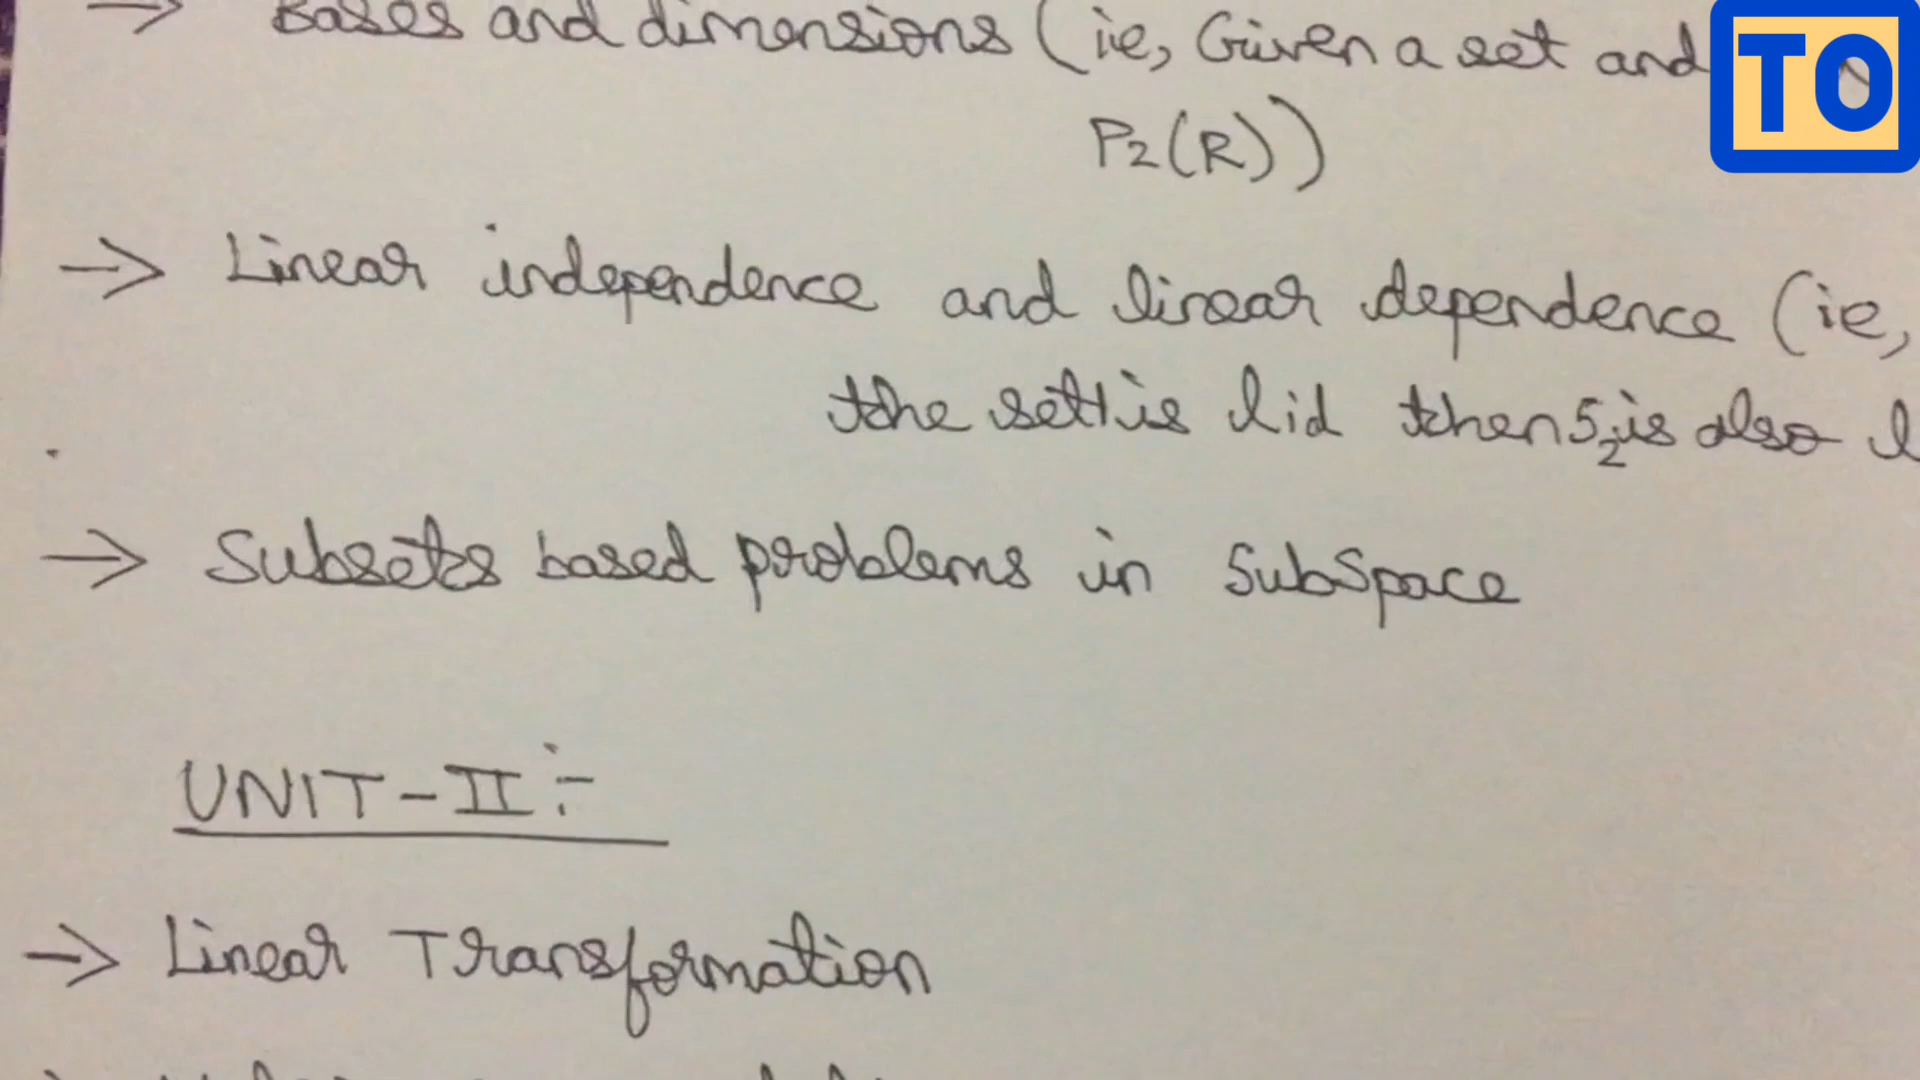 → Bases and dimensions (ie, Given a set and
TO
P2(R))
→ Linear independence and linear dependence (ie,
the set is lid then S2 is also l
→ Subsets based problems in SubSpace
UNIT-II:-
→ Linear Transformation